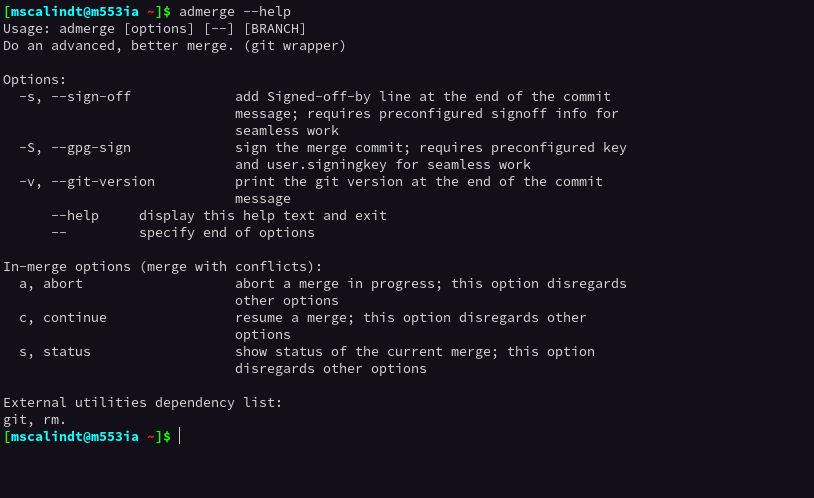 [mscalindt@m553ia ~]$ admerge --help
Usage: admerge [options] [--] [BRANCH]
Do an advanced, better merge. (git wrapper)

Options:
  -s, --sign-off             add Signed-off-by line at the end of the commit
                             message; requires preconfigured signoff info for
                             seamless work
  -S, --gpg-sign             sign the merge commit; requires preconfigured key
                             and user.signingkey for seamless work
  -v, --git-version          print the git version at the end of the commit
                             message
      --help     display this help text and exit
      --         specify end of options

In-merge options (merge with conflicts):
  a, abort                   abort a merge in progress; this option disregards
                             other options
  c, continue                resume a merge; this option disregards other
                             options
  s, status                  show status of the current merge; this option
                             disregards other options

External utilities dependency list:
git, rm.
[mscalindt@m553ia ~]$